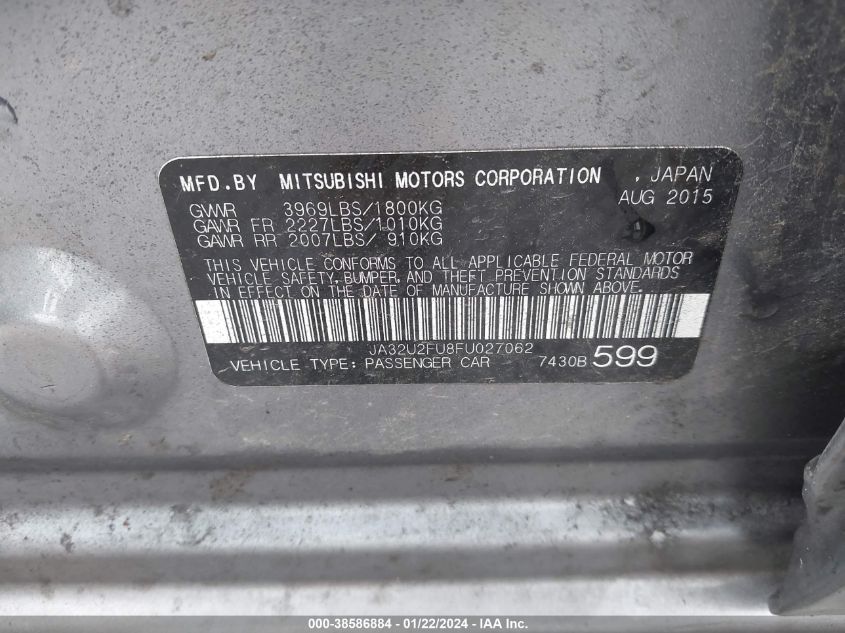 MFD.BY MITSUBISHI MOTORS CORPORATION , JAPAN
AUG 2015
GVWR 3969LBS/1800KG
GAWR FR 2227LBS/1010KG
GAWR RR 2007LBS/ 910KG
THIS VEHICLE CONFORMS TO ALL APPLICABLE FEDERAL MOTOR
VEHICLE SAFETY, BUMPER, AND THEFT PREVENTION STANDARDS
IN EFFECT ON THE DATE OF MANUFACTURE SHOWN ABOVE.
JA32U2FU8FU027062
VEHICLE TYPE: PASSENGER CAR 7430B 599
000-38586884 - 01/22/2024 - 1:22 AM - IAA, Inc.